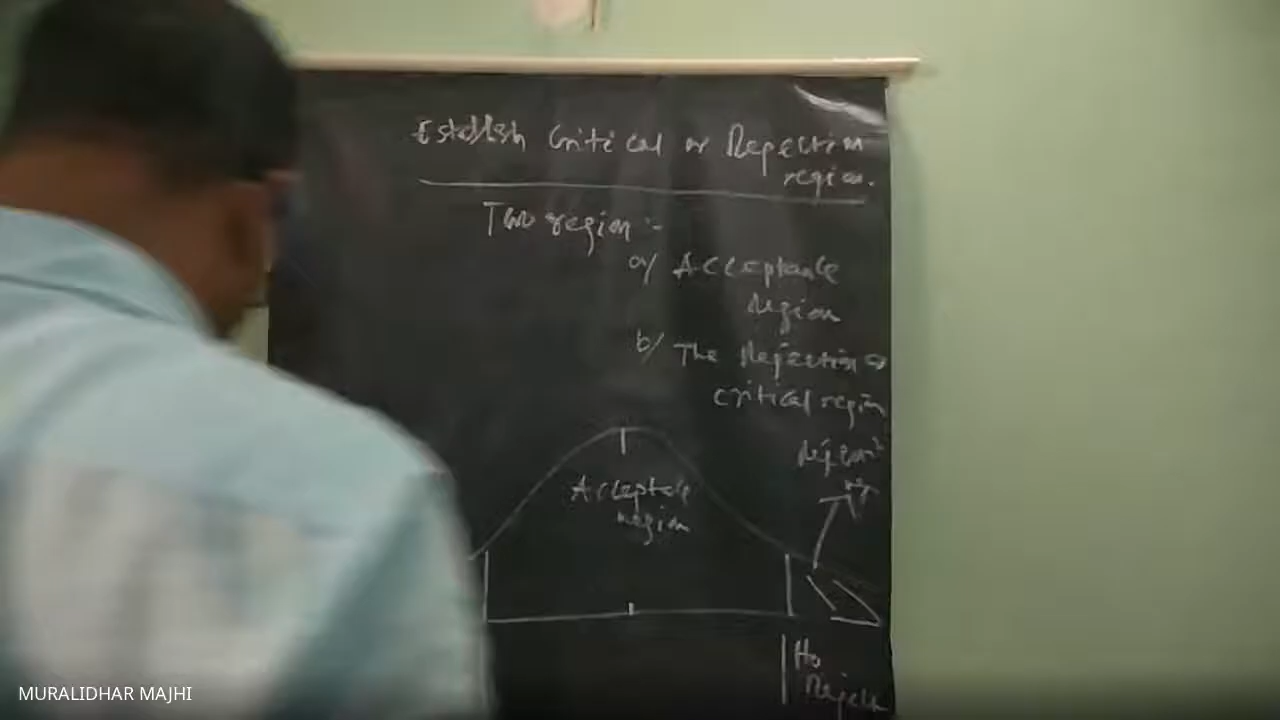 Establish Critical or Rejection
region.
Two region :-
a/ Acceptance
region
b/ The Rejection or
critical region
Acceptance
region
Ho
Reject
MURALIDHAR MAJHI